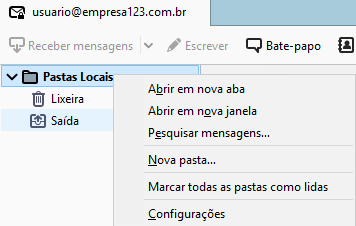 usuario@empresa123.com.br
Receber mensagens Escrever Bate-papo
Pastas Locais
Lixeira
Saída
Abrir em nova aba
Abrir em nova janela
Pesquisar mensagens...
Nova pasta...
Marcar todas as pastas como lidas
Configurações